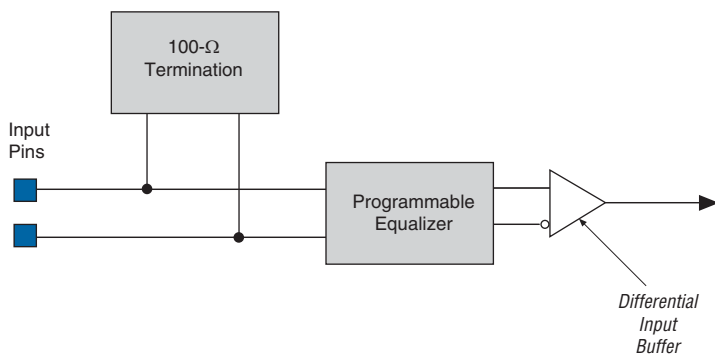 100-Ω
Termination
Input
Pins
Programmable
Equalizer
Differential
Input
Buffer